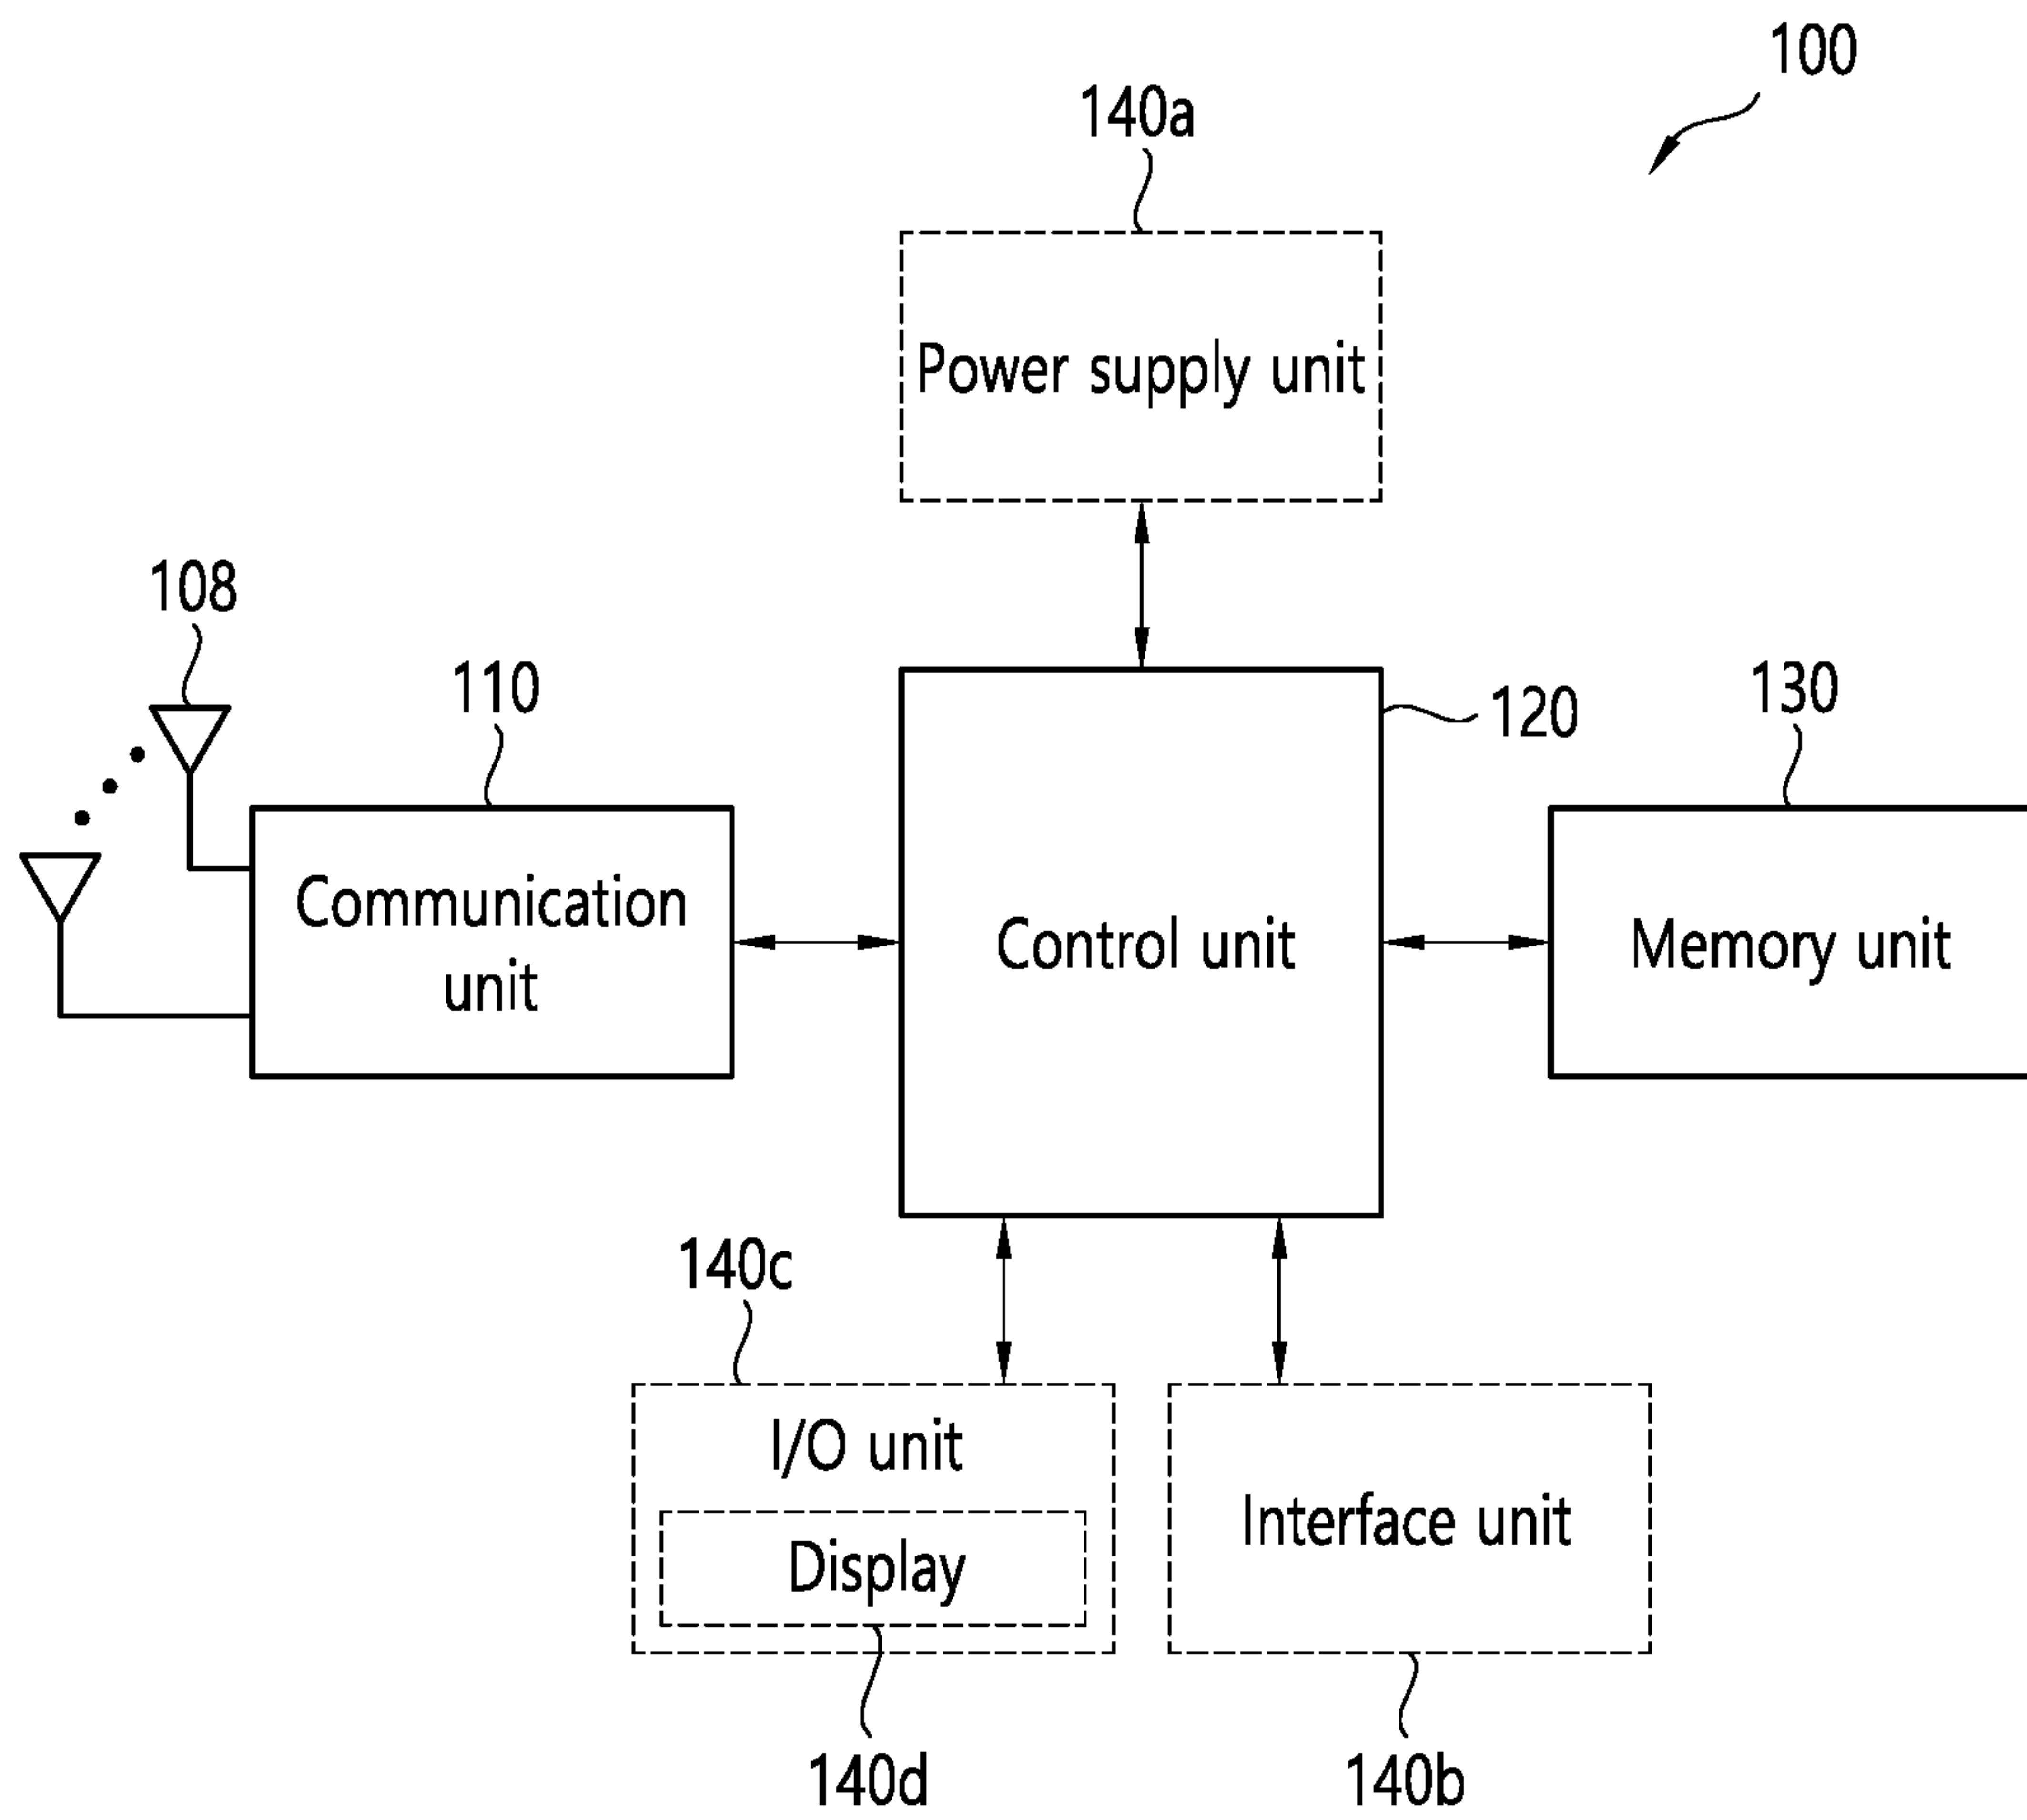 100
140a
Power supply unit
108
110
120
130
Communication
unit
Control unit
Memory unit
140c
I/O unit
Display
Interface unit
140d
140b